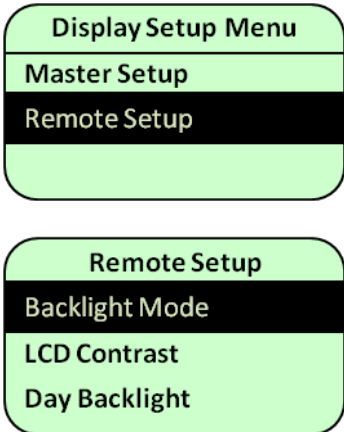 Display Setup Menu
Master Setup
Remote Setup
Remote Setup
Backlight Mode
LCD Contrast
Day Backlight